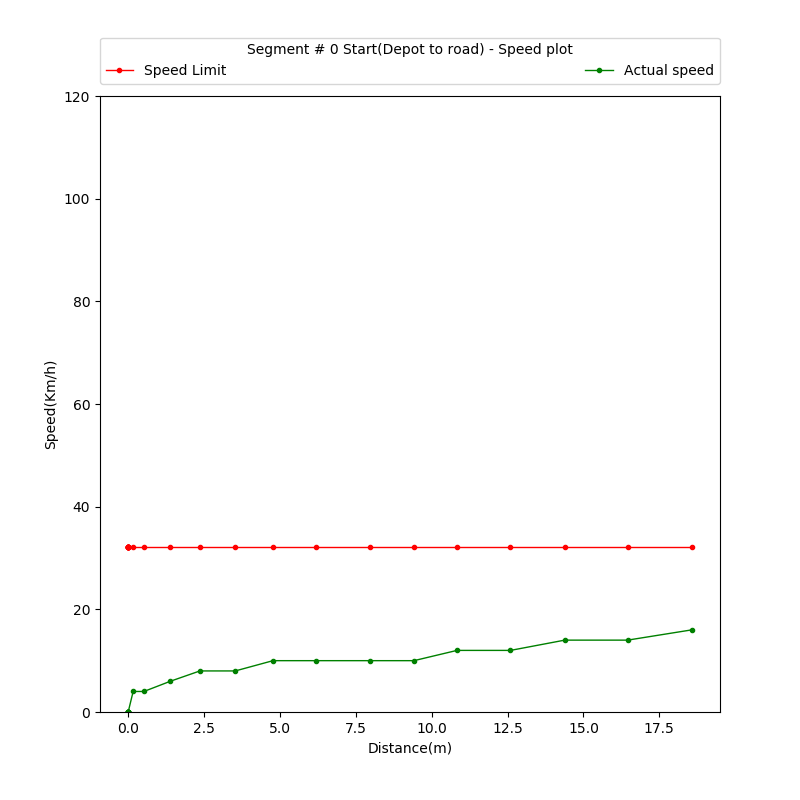 Segment # 0 Start(Depot to road) - Speed plot
Speed Limit
Actual speed
120
100
80
60
40
20
0
Speed(Km/h)
0.0 2.5 5.0 7.5 10.0 12.5 15.0 17.5
Distance(m)